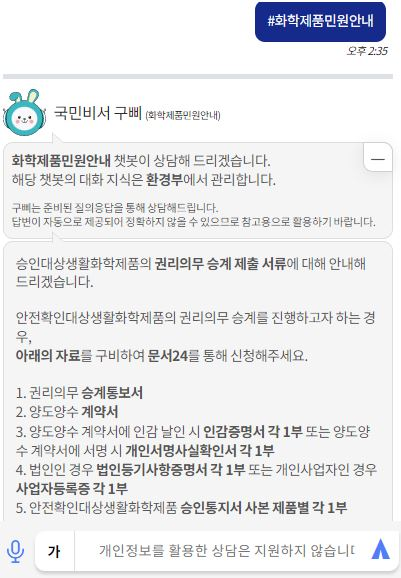 #화학제품민원안내
오후 2:35
국민비서 구삐 (화학제품민원안내)
화학제품민원안내 챗봇이 상담해 드리겠습니다.
해당 챗봇의 대화 지식은 환경부에서 관리합니다.
구삐는 준비된 질의응답을 통해 상담해드립니다.
답변이 자동으로 제공되어 정확하지 않을 수 있으므로 참고용으로 활용하기 바랍니다.
승인대상생활화학제품의 권리의무 승계 제출 서류에 대해 안내해
드리겠습니다.
안전확인대상생활화학제품의 권리의무 승계를 진행하고자 하는 경
우,
아래의 자료를 구비하여 문서24를 통해 신청해주세요.
1. 권리의무 승계통보서
2. 양도양수 계약서
3. 양도양수 계약서에 인감 날인 시 인감증명서 각 1부 또는 양도양
수 계약서에 서명 시 개인서명사실확인서 각 1부
4. 법인인 경우 법인등기사항증명서 각 1부 또는 개인사업자인 경우
사업자등록증 각 1부
5. 안전확인대상생활화학제품 승인통지서 사본 제품별 각 1부
가
개인정보를 활용한 상담은 지원하지 않습니다